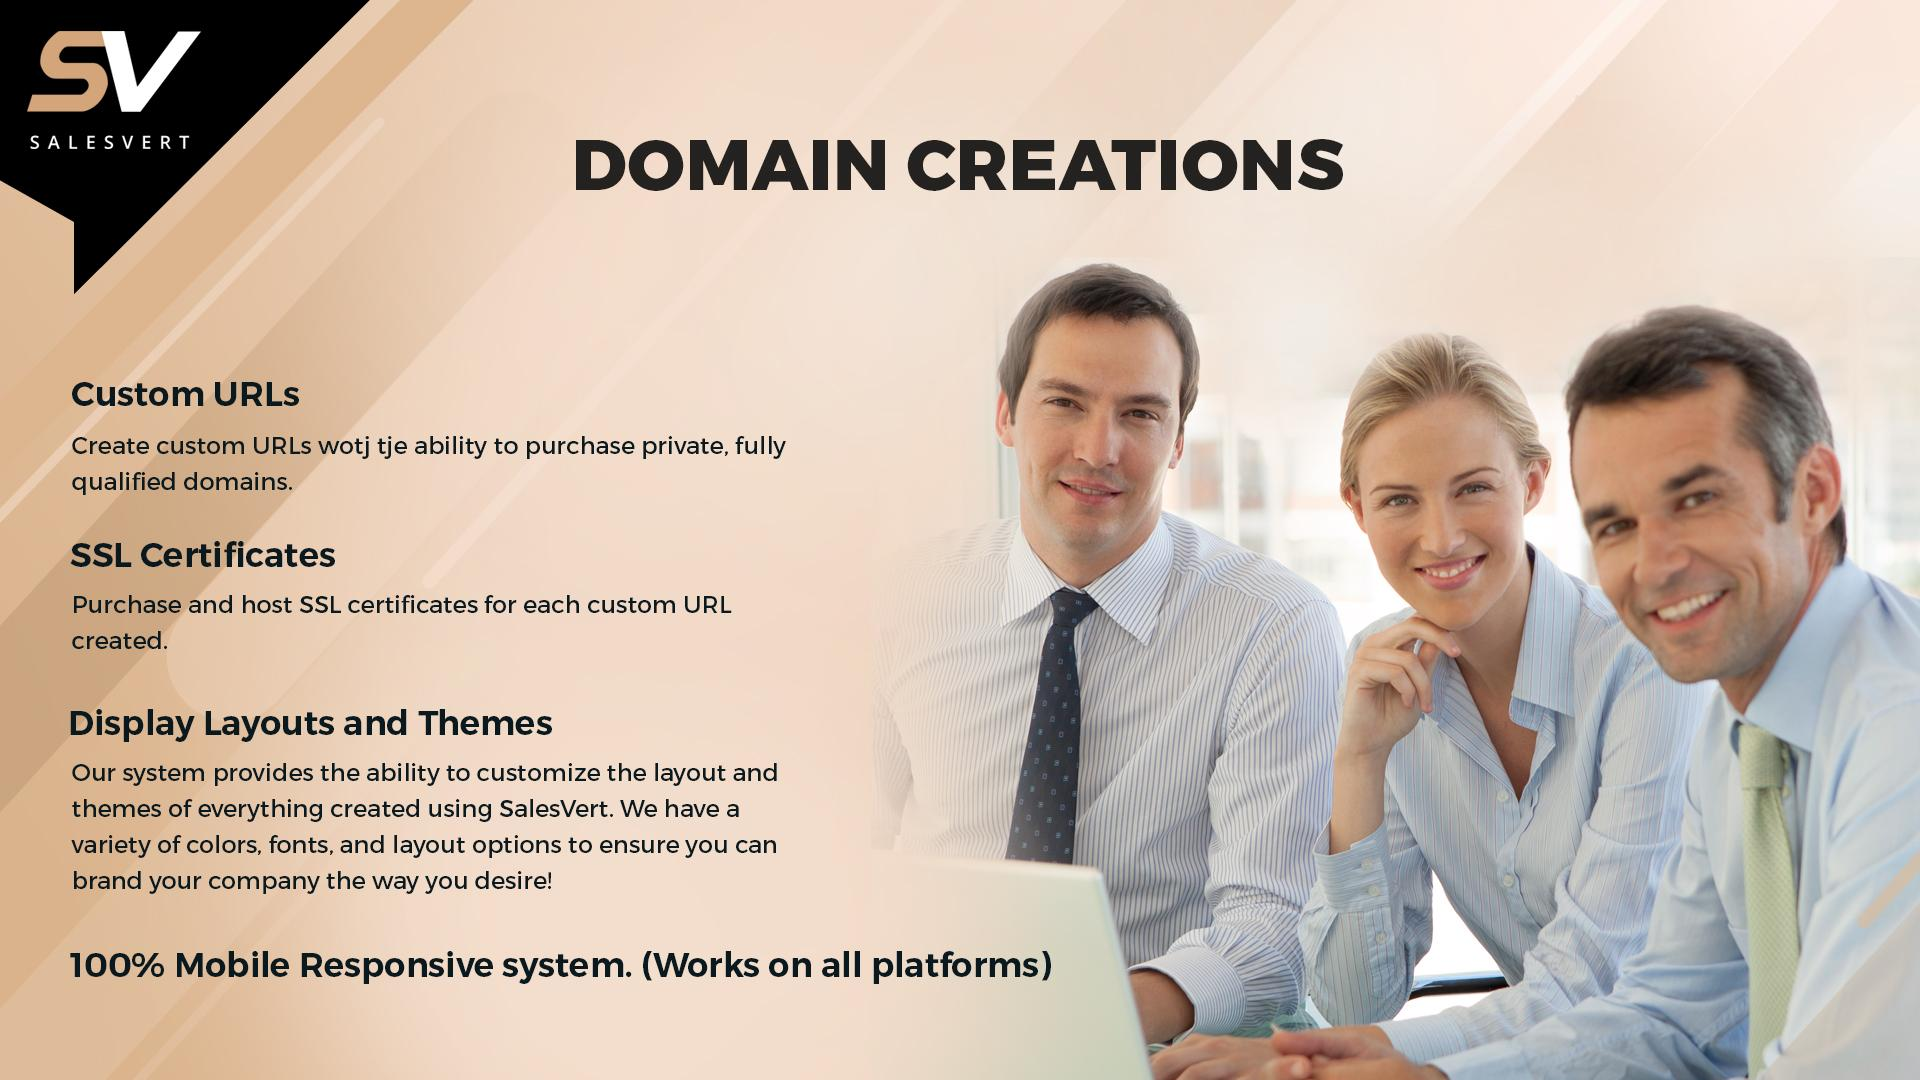 SV
SALESVERT
DOMAIN CREATIONS
Custom URLs
Create custom URLs wotj tje ability to purchase private, fully
qualified domains.
SSL Certificates
Purchase and host SSL certificates for each custom URL
created.
Display Layouts and Themes
Our system provides the ability to customize the layout and
themes of everything created using SalesVert. We have a
variety of colors, fonts, and layout options to ensure you can
brand your company the way you desire!
100% Mobile Responsive system. (Works on all platforms)